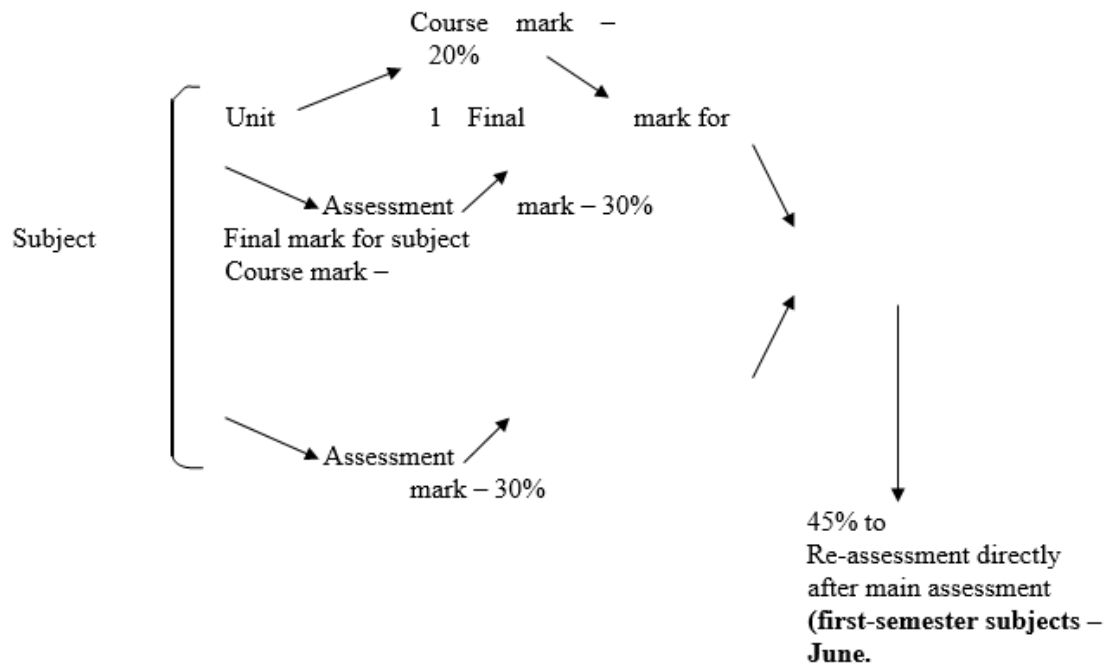 Course mark –
20%
Unit 1 Final mark for
Assessment mark – 30%
Subject Final mark for subject
Course mark –
Assessment
mark – 30%
45% to
Re-assessment directly
after main assessment
(first-semester subjects –
June.